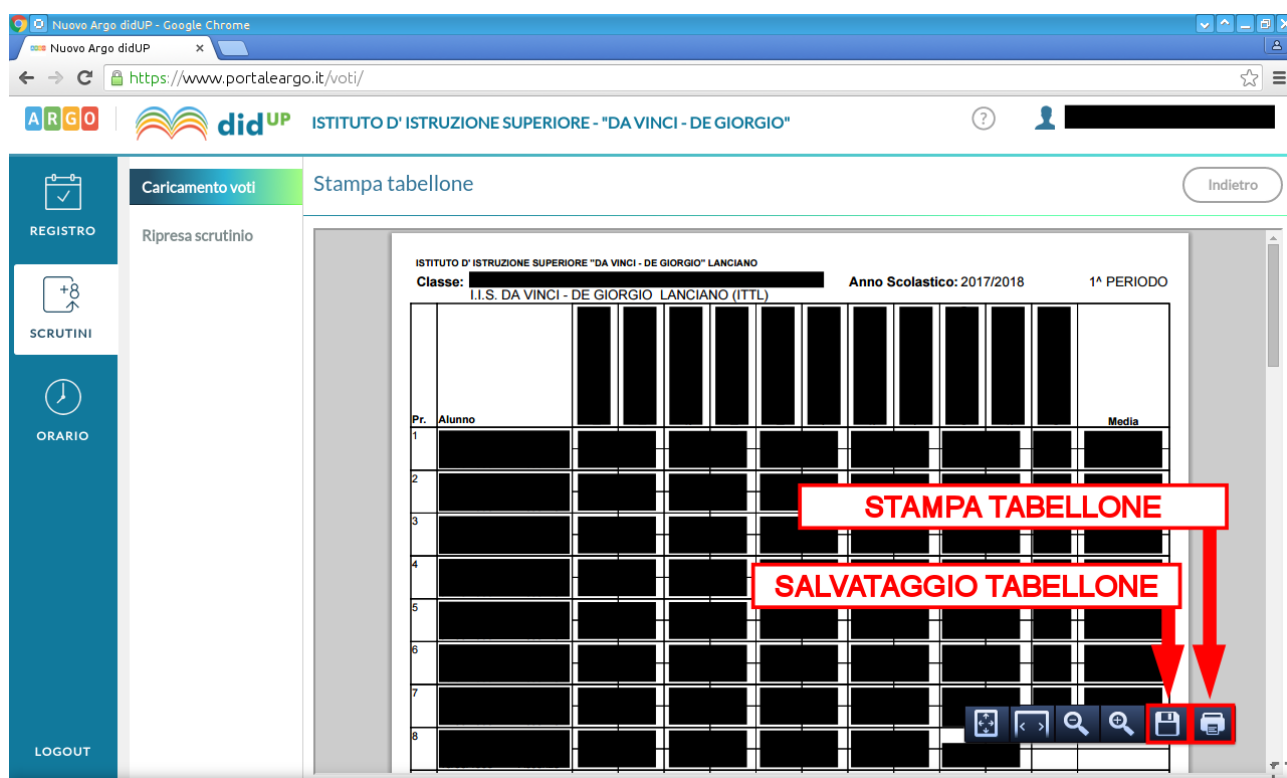 Nuovo Argo didUP - Google Chrome
Nuovo Argo didUP x
https://www.portaleargo.it/voti/
ARGO didUP ISTITUTO D' ISTRUZIONE SUPERIORE - "DA VINCI - DE GIORGIO" ?
REGISTRO
+8
SCRUTINI
ORARIO
LOGOUT
Caricamento voti
Ripresa scrutinio
Stampa tabellone
Indietro
ISTITUTO D' ISTRUZIONE SUPERIORE "DA VINCI - DE GIORGIO" LANCIANO
Classe: Anno Scolastico: 2017/2018 1^ PERIODO
I.I.S. DA VINCI - DE GIORGIO LANCIANO (ITTL)
Pr. Alunno Media
1
2
3
4
5
6
7
8
STAMPA TABELLONE
SALVATAGGIO TABELLONE